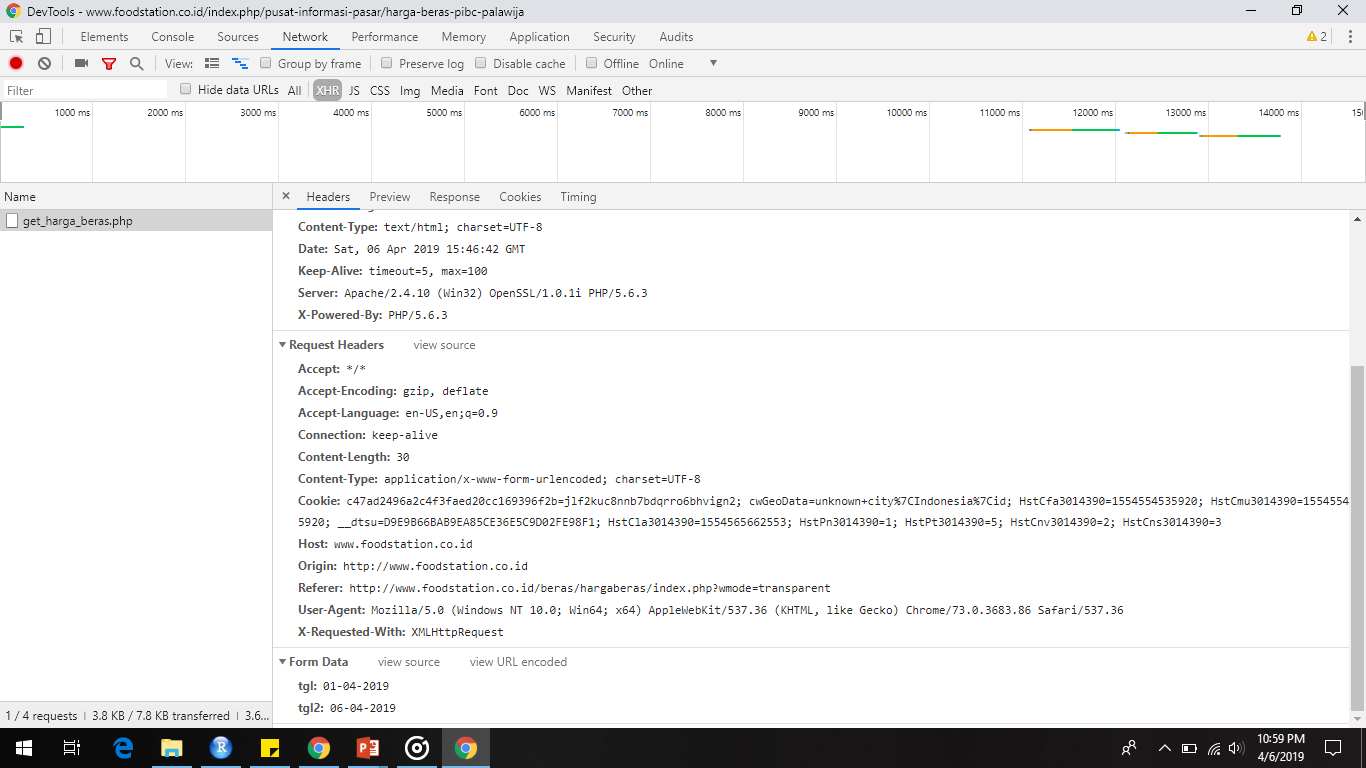 DevTools - www.foodstation.co.id/index.php/pusat-informasi-pasar/harga-beras-pibc-palawija
Elements Console Sources Network Performance Memory Application Security Audits 2
View: Group by frame Preserve log Disable cache Offline Online
Filter Hide data URLs All XHR JS CSS Img Media Font Doc WS Manifest Other
1000 ms 2000 ms 3000 ms 4000 ms 5000 ms 6000 ms 7000 ms 8000 ms 9000 ms 10000 ms 11000 ms 12000 ms 13000 ms 14000 ms
Name
get_harga_beras.php
1 / 4 requests 3.8 KB / 7.8 KB transferred 3.6...
Headers Preview Response Cookies Timing
Content-Type: text/html; charset=UTF-8
Date: Sat, 06 Apr 2019 15:46:42 GMT
Keep-Alive: timeout=5, max=100
Server: Apache/2.4.10 (Win32) OpenSSL/1.0.1i PHP/5.6.3
X-Powered-By: PHP/5.6.3
Request Headers view source
Accept: */*
Accept-Encoding: gzip, deflate
Accept-Language: en-US,en;q=0.9
Connection: keep-alive
Content-Length: 30
Content-Type: application/x-www-form-urlencoded; charset=UTF-8
Cookie: c47ad2496a2c4f3faed20cc169396f2b=jlf2kuc8nnb7bdqrro6bhvign2; cwGeoData=unknown+city%7CIndonesia%7Cid; HstCfa3014390=1554554535920; HstCmu3014390=1554554
5920; __dtsu=D9E9B66BAB9EA85CE36E5C9D02FE98F1; HstCla3014390=1554565662553; HstPn3014390=1; HstPt3014390=5; HstCnv3014390=2; HstCns3014390=3
Host: www.foodstation.co.id
Origin: http://www.foodstation.co.id
Referer: http://www.foodstation.co.id/beras/hargaberas/index.php?wmode=transparent
User-Agent: Mozilla/5.0 (Windows NT 10.0; Win64; x64) AppleWebKit/537.36 (KHTML, like Gecko) Chrome/73.0.3683.86 Safari/537.36
X-Requested-With: XMLHttpRequest
Form Data view source view URL encoded
tgl: 01-04-2019
tgl2: 06-04-2019
10:59 PM
4/6/2019